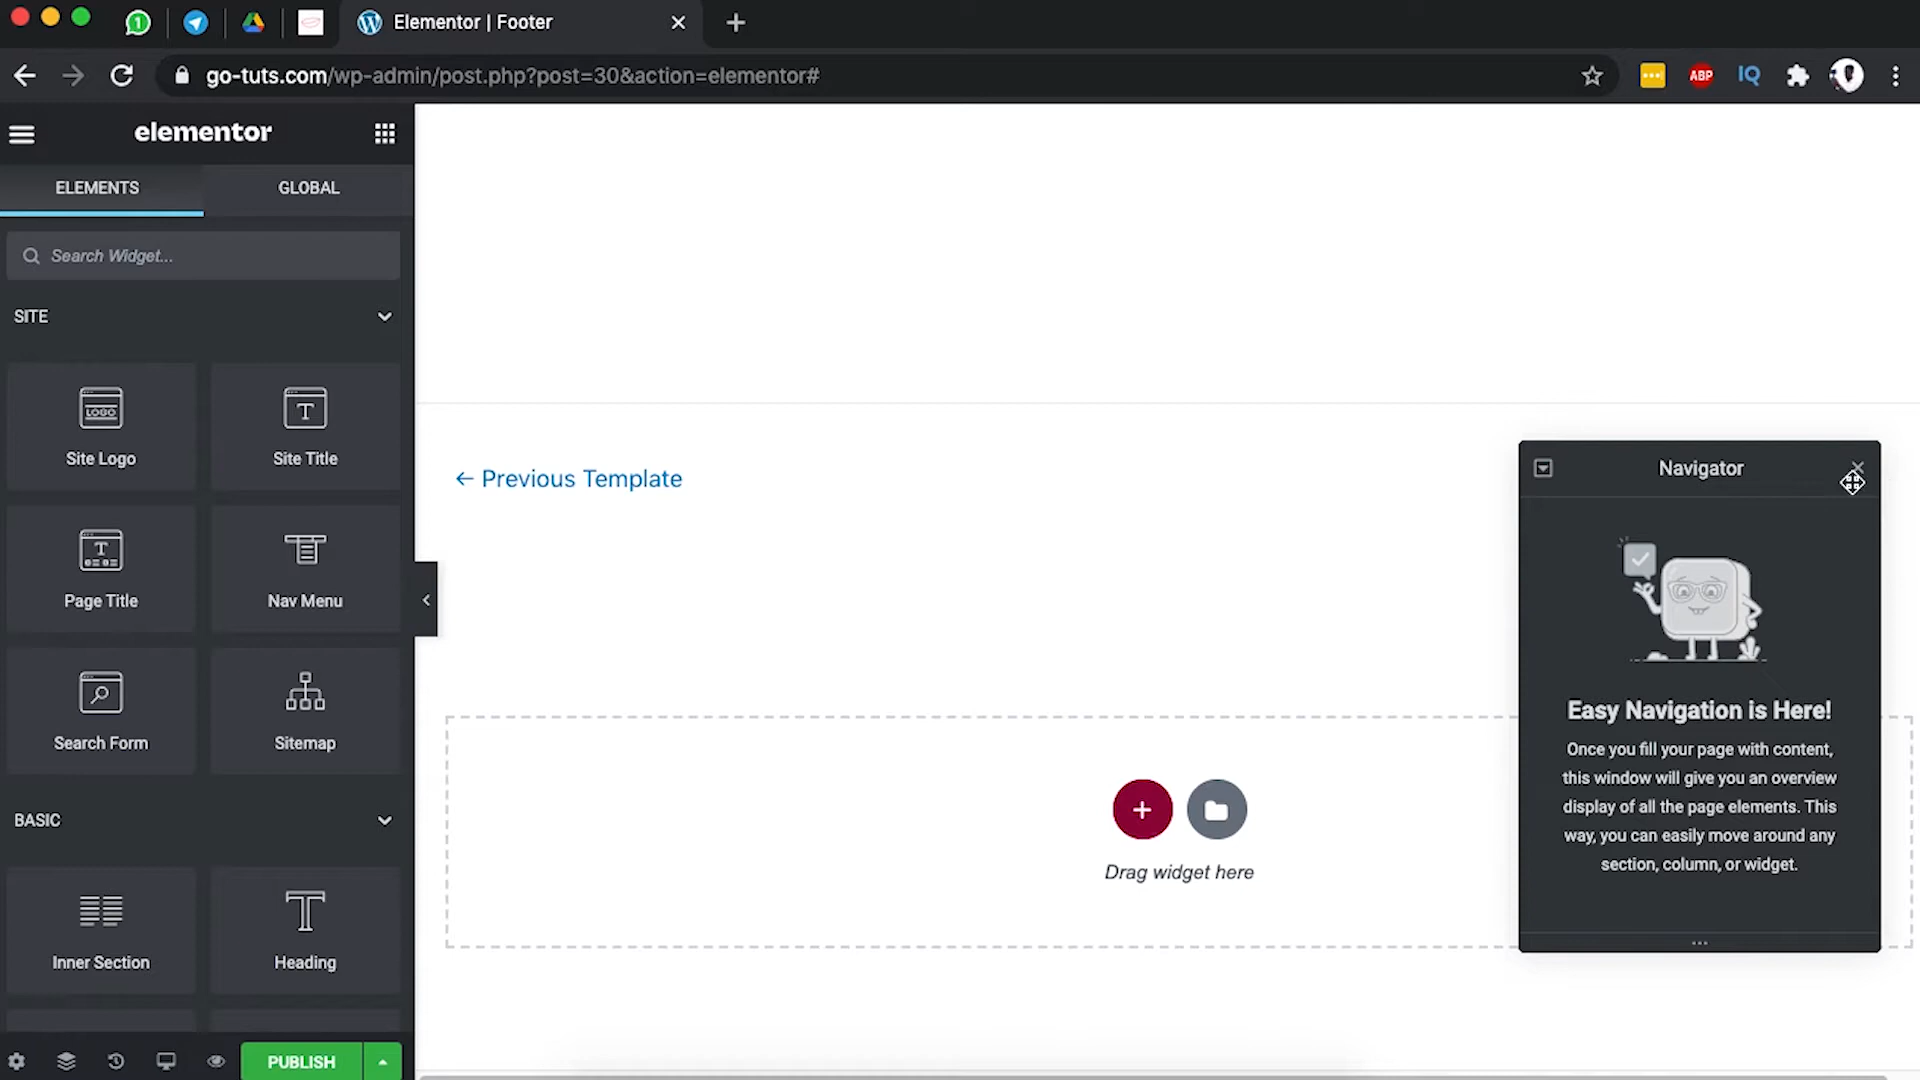 1
Elementor | Footer
go-tuts.com/wp-admin/post.php?post=30&action=elementor#
ABP
IQ
elementor
ELEMENTS
GLOBAL
Search Widget...
SITE
LOGO
Site Logo
T
Site Title
T
Page Title
Nav Menu
Search Form
Sitemap
BASIC
Inner Section
Heading
PUBLISH
← Previous Template
Drag widget here
Navigator
Easy Navigation is Here!
Once you fill your page with content,
this window will give you an overview
display of all the page elements. This
way, you can easily move around any
section, column, or widget.